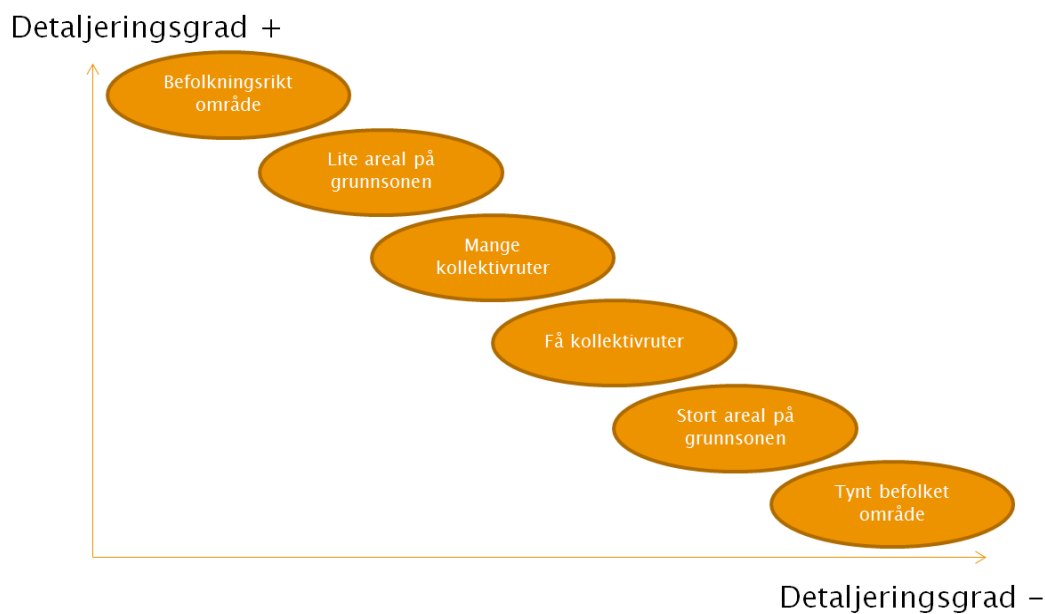 Detaljeringsgrad +
Befolkningsrikt
område
Lite areal på
grunnsonen
Mange
kollektivruter
Få kollektivruter
Stort areal på
grunnsonen
Tynt befolket
område
Detaljeringsgrad –